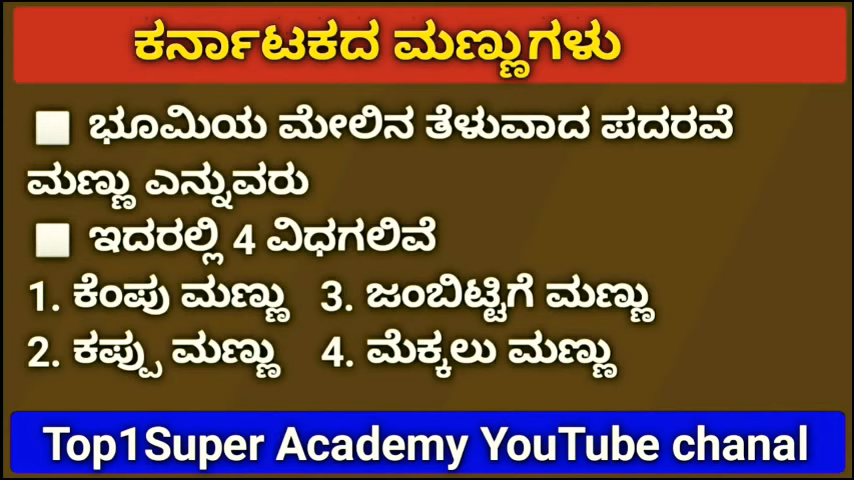 ಕರ್ನಾಟಕದ ಮಣ್ಣುಗಳು
ಭೂಮಿಯ ಮೇಲಿನ ತೆಳುವಾದ ಪದರವೆ
ಮಣ್ಣು ಎನ್ನುವರು
ಇದರಲ್ಲಿ 4 ವಿಧಗಲಿವೆ
1. ಕೆಂಪು ಮಣ್ಣು 3. ಜಂಬಿಟ್ಟಿಗೆ ಮಣ್ಣು
2. ಕಪ್ಪು ಮಣ್ಣು 4. ಮೆಕ್ಕಲು ಮಣ್ಣು
Top1Super Academy YouTube chanal